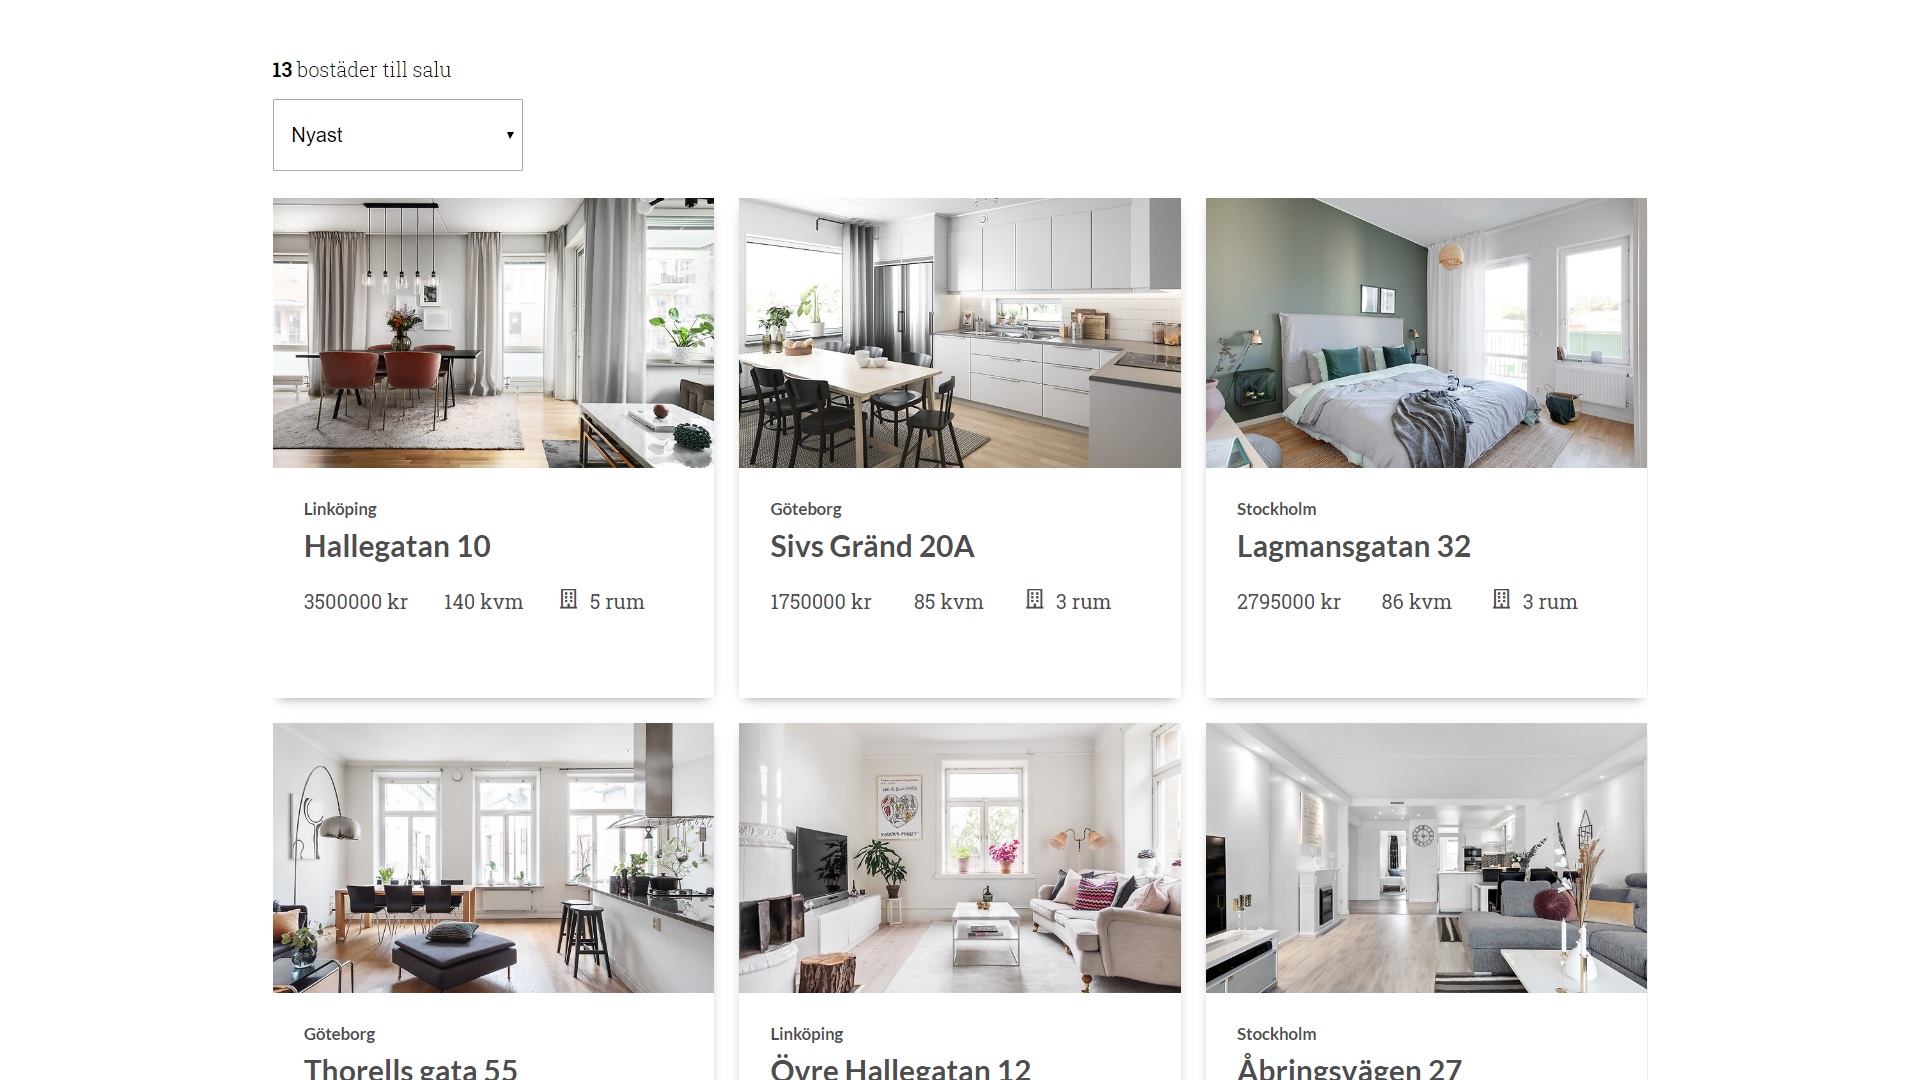 13 bostäder till salu
Nyast
Linköping
Hallegatan 10
3500000 kr 140 kvm 5 rum
Göteborg
Sivs Gränd 20A
1750000 kr 85 kvm 3 rum
Stockholm
Lagmansgatan 32
2795000 kr 86 kvm 3 rum
Göteborg
Thorells gata 55
Linköping
Övre Hallegatan 12
Stockholm
Åbringsvägen 27